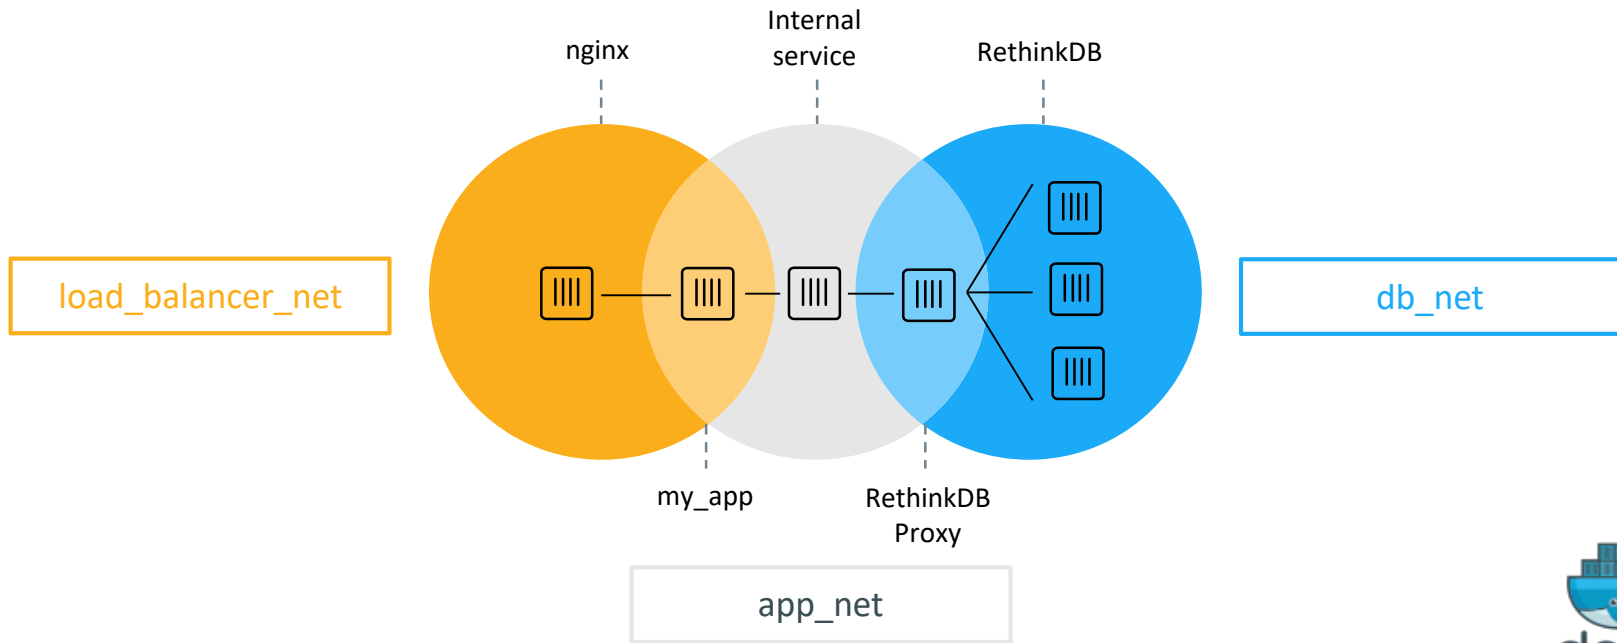 nginx
Internal
service
RethinkDB
load_balancer_net
db_net
my_app
RethinkDB
Proxy
app_net